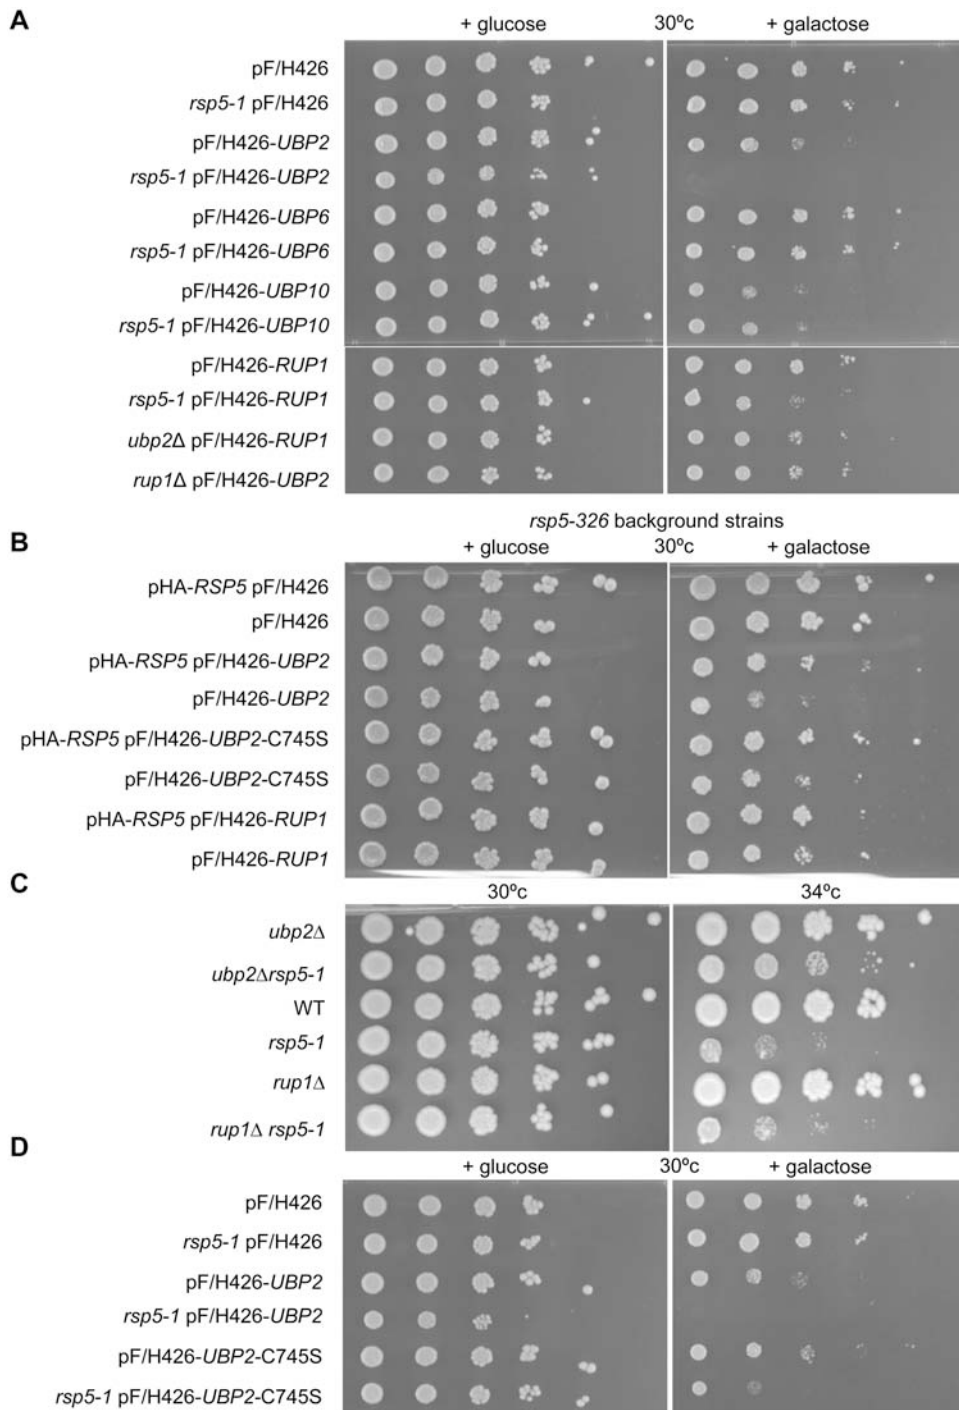 A
+ glucose 30ºc + galactose
pF/H426
rsp5-1 pF/H426
pF/H426-UBP2
rsp5-1 pF/H426-UBP2
pF/H426-UBP6
rsp5-1 pF/H426-UBP6
pF/H426-UBP10
rsp5-1 pF/H426-UBP10
pF/H426-RUP1
rsp5-1 pF/H426-RUP1
ubp2Δ pF/H426-RUP1
rup1Δ pF/H426-UBP2
rsp5-326 background strains
B
+ glucose 30ºc + galactose
pHA-RSP5 pF/H426
pF/H426
pHA-RSP5 pF/H426-UBP2
pF/H426-UBP2
pHA-RSP5 pF/H426-UBP2-C745S
pF/H426-UBP2-C745S
pHA-RSP5 pF/H426-RUP1
pF/H426-RUP1
C
30ºc 34ºc
ubp2Δ
ubp2Δrsp5-1
WT
rsp5-1
rup1Δ
rup1Δ rsp5-1
D
+ glucose 30ºc + galactose
pF/H426
rsp5-1 pF/H426
pF/H426-UBP2
rsp5-1 pF/H426-UBP2
pF/H426-UBP2-C745S
rsp5-1 pF/H426-UBP2-C745S